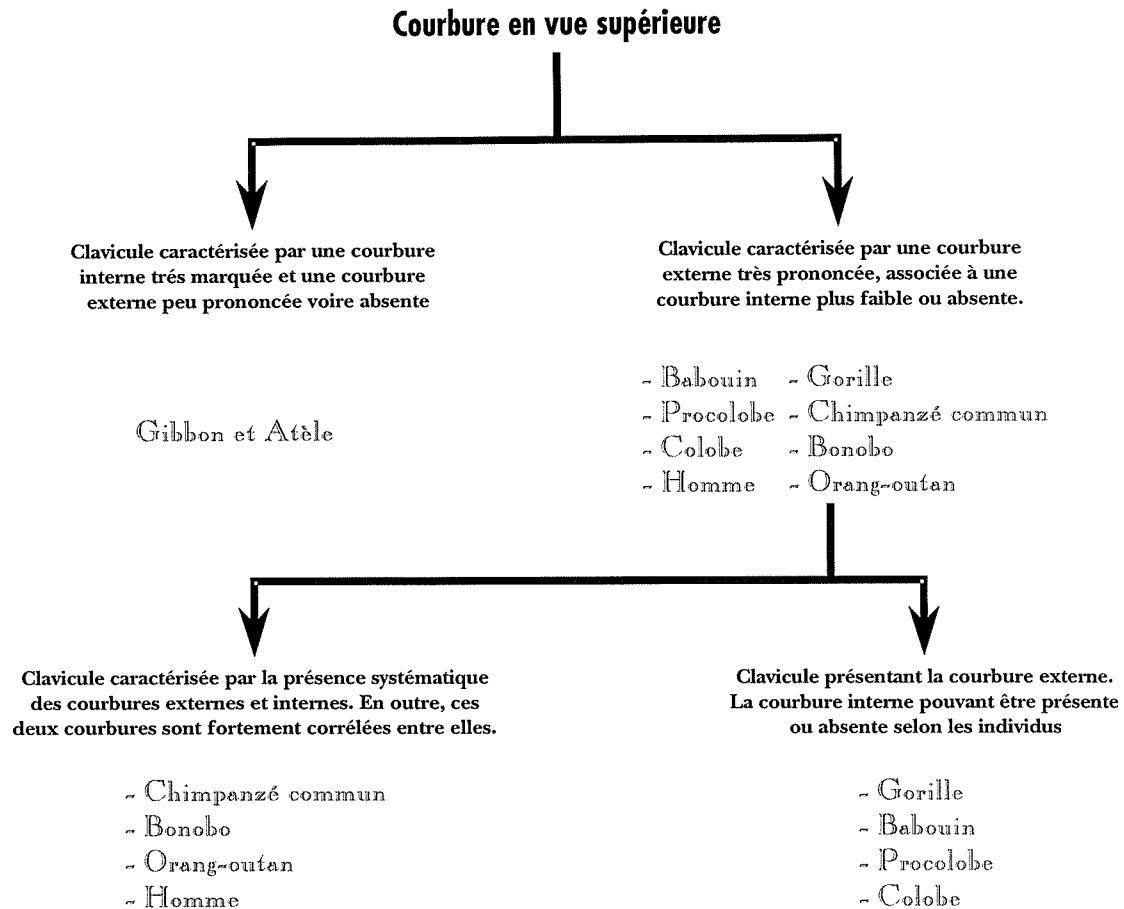 Courbure en vue supérieure
Clavicule caractérisée par une courbure
interne trés marquée et une courbure
externe peu prononcée voire absente
Clavicule caractérisée par une courbure
externe très prononcée, associée à une
courbure interne plus faible ou absente.
Gibbon et Atèle
- Babouin
- Procolobe
- Colobe
- Homme
- Gorille
- Chimpanzé commun
- Bonobo
- Orang-outan
Clavicule caractérisée par la présence systématique
des courbures externes et internes. En outre, ces
deux courbures sont fortement corrélées entre elles.
- Chimpanzé commun
- Bonobo
- Orang-outan
- Homme
Clavicule présentant la courbure externe.
La courbure interne pouvant être présente
ou absente selon les individus
- Gorille
- Babouin
- Procolobe
- Colobe